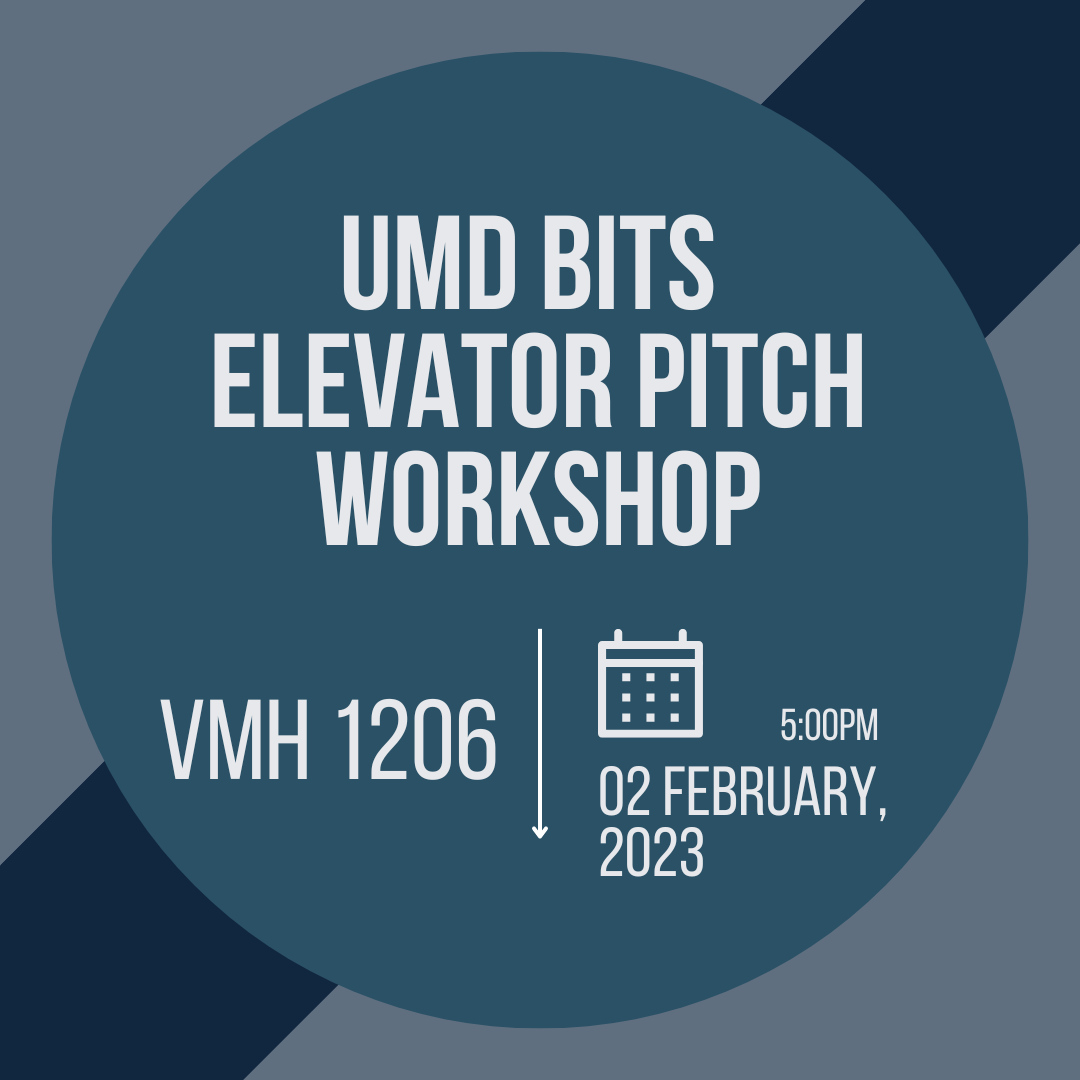 UMD BITS
ELEVATOR PITCH
WORKSHOP
VMH 1206
5:00PM
02 FEBRUARY,
2023